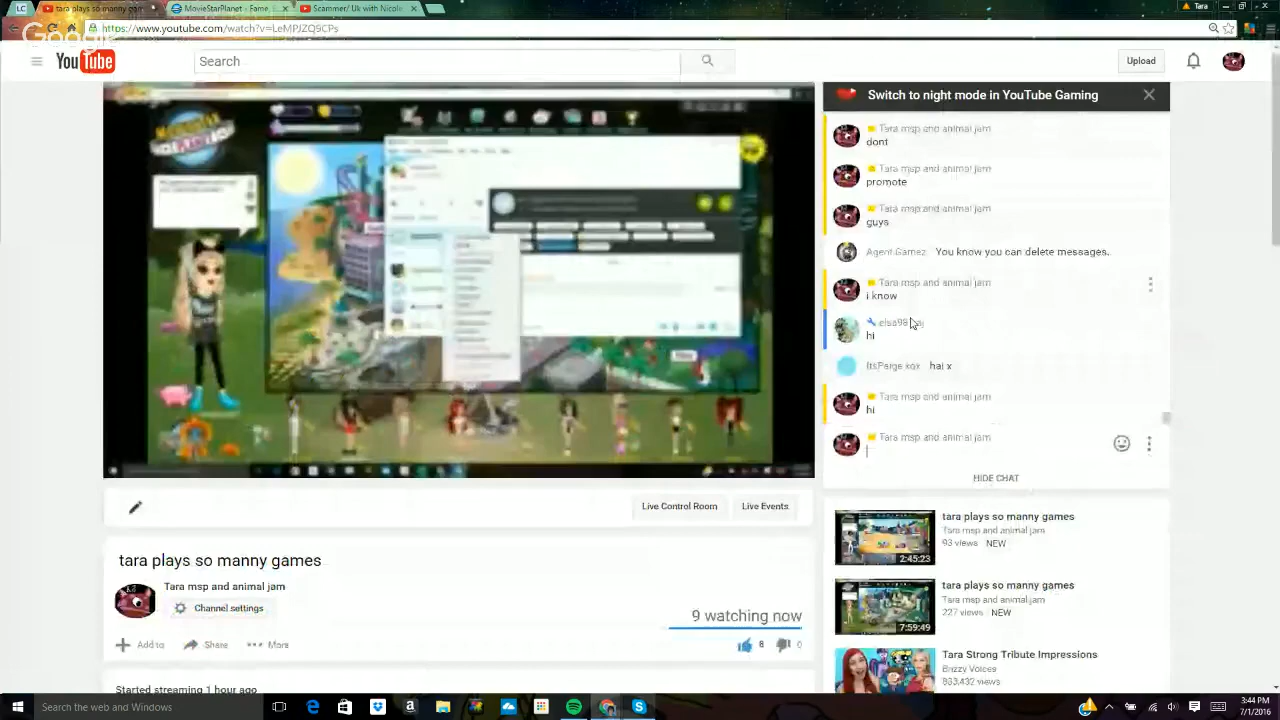 LC
tara plays so manny gam
MovieStarPlanet - Fame, F
Scammer/ Uk with Nicole
Tara
https://www.youtube.com/watch?v=LeMPJZQ9CPs
Google
YouTube
Search
Upload
Switch to night mode in YouTube Gaming
Tara msp and animal jam
dont
Tara msp and animal jam
promote
Tara msp and animal jam
guys
Agent Gamez You know you can delete messages.
Tara msp and animal jam
i know
hi
ItsPaige xox hai x
Tara msp and animal jam
hi
Tara msp and animal jam
HIDE CHAT
Live Control Room
Live Events
tara plays so manny games
Tara msp and animal jam
Channel settings
9 watching now
Add to
Share
More
8
0
Started streaming 1 hour ago
tara plays so manny games
Tara msp and animal jam
93 views NEW
2:45:23
tara plays so manny games
Tara msp and animal jam
227 views NEW
7:59:49
Tara Strong Tribute Impressions
Brizzy Voices
833,432 views
Search the web and Windows
3:44 PM
7/1/2016